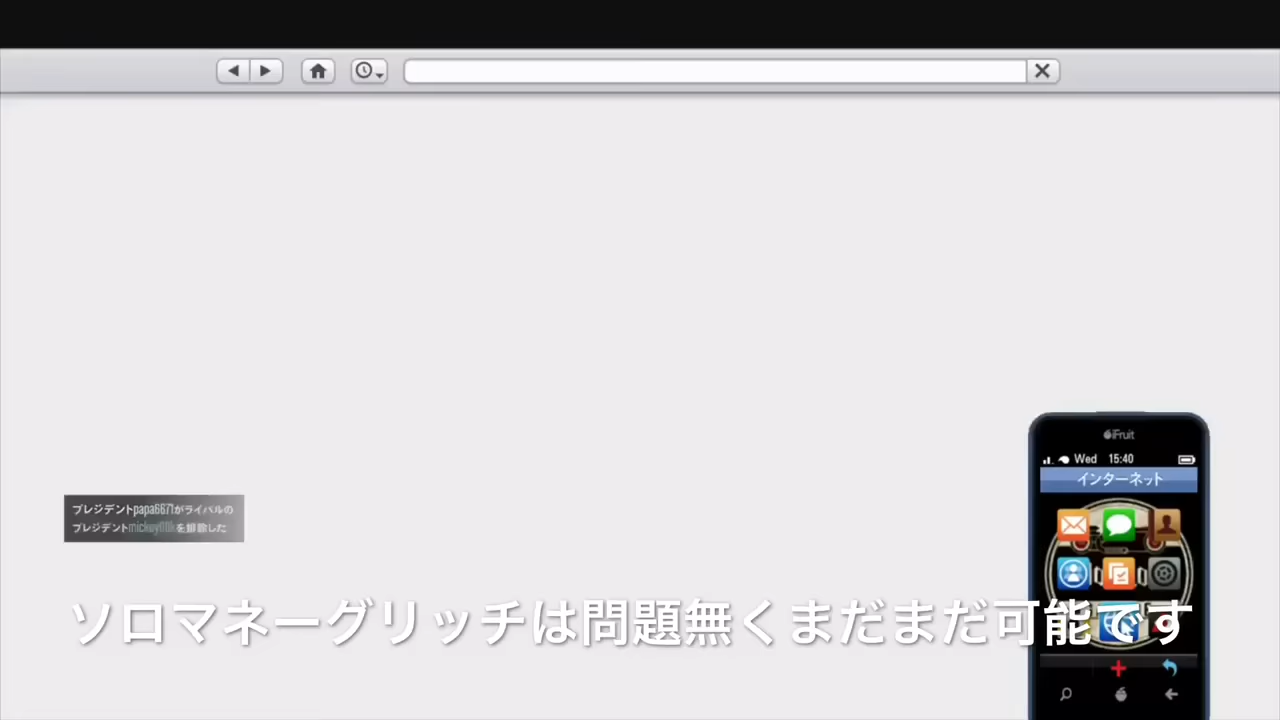 iFruit
Wed 15:40
インターネット
プレジデントpapa6671がライバルの
プレジデントを排除した
ソロマネーグリッチは問題無くまだまだ可能です